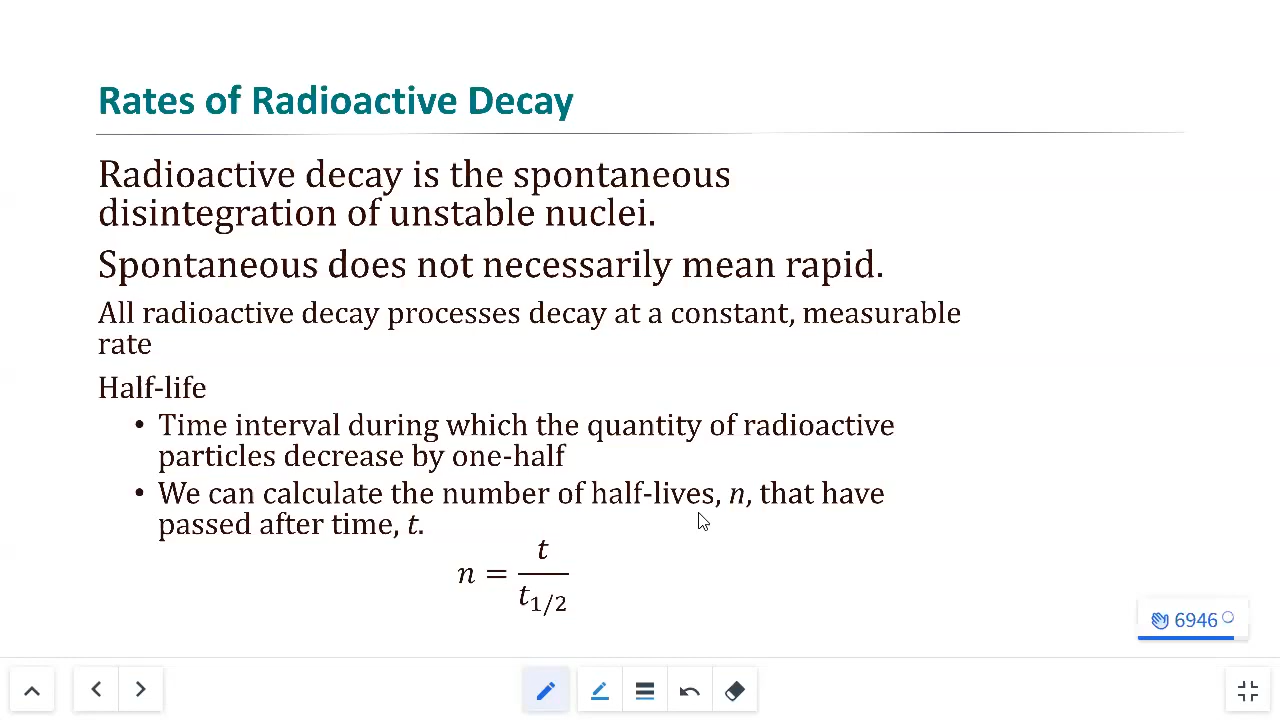 Rates of Radioactive Decay
Radioactive decay is the spontaneous
disintegration of unstable nuclei.
Spontaneous does not necessarily mean rapid.
All radioactive decay processes decay at a constant, measurable
rate
Half-life
• Time interval during which the quantity of radioactive
particles decrease by one-half
• We can calculate the number of half-lives, n, that have
passed after time, t.
n = t / t₁/₂
6946